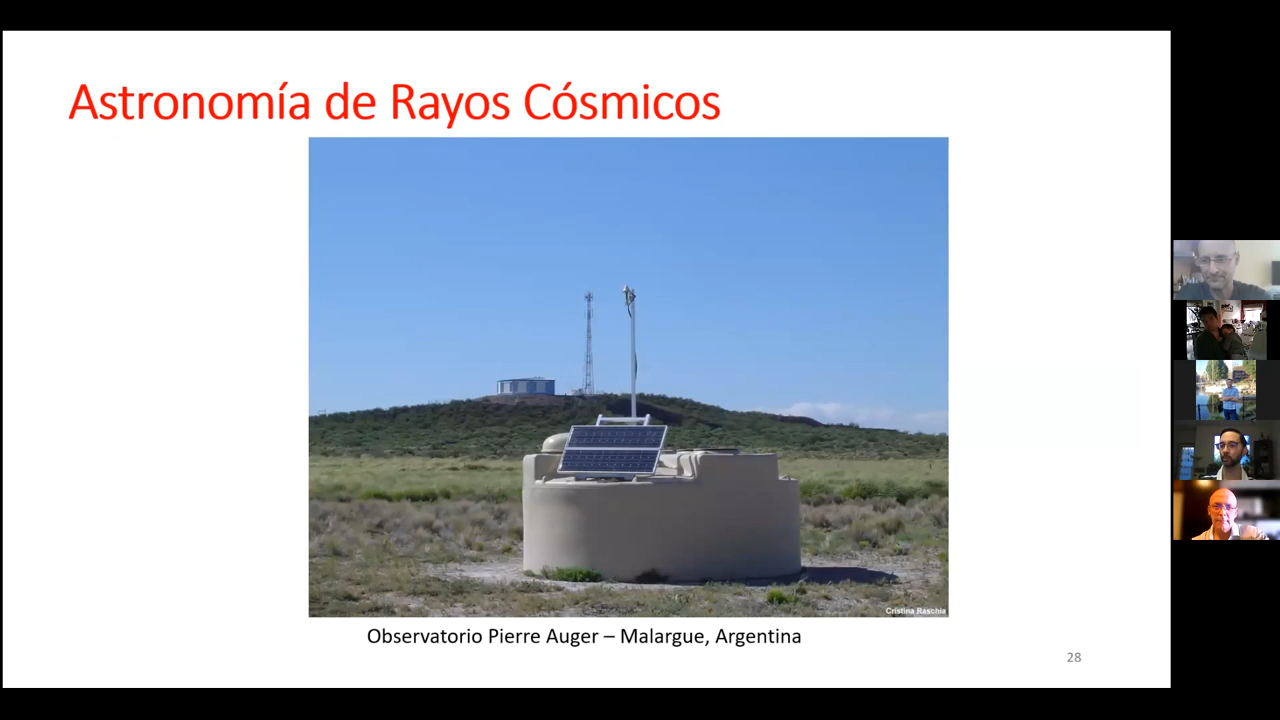 Astronomía de Rayos Cósmicos
Cristina Raschia
Observatorio Pierre Auger – Malargue, Argentina
28